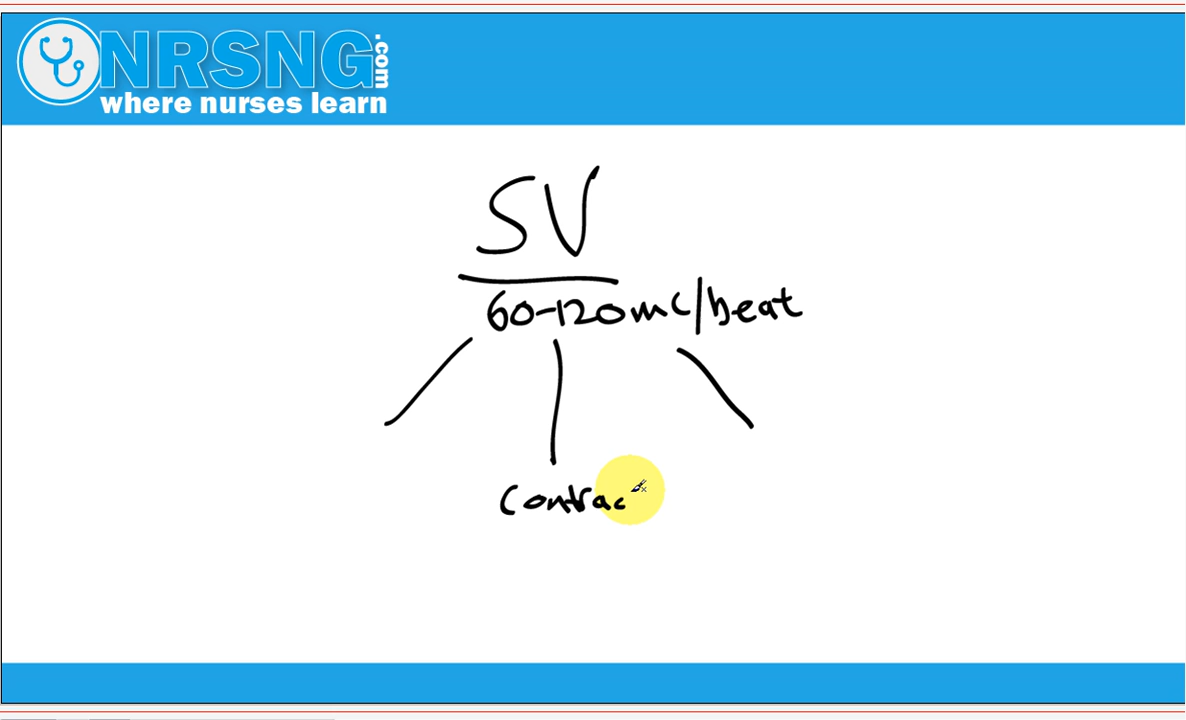 NRSNG.com
where nurses learn
SV
60-120mL/beat
Contrac